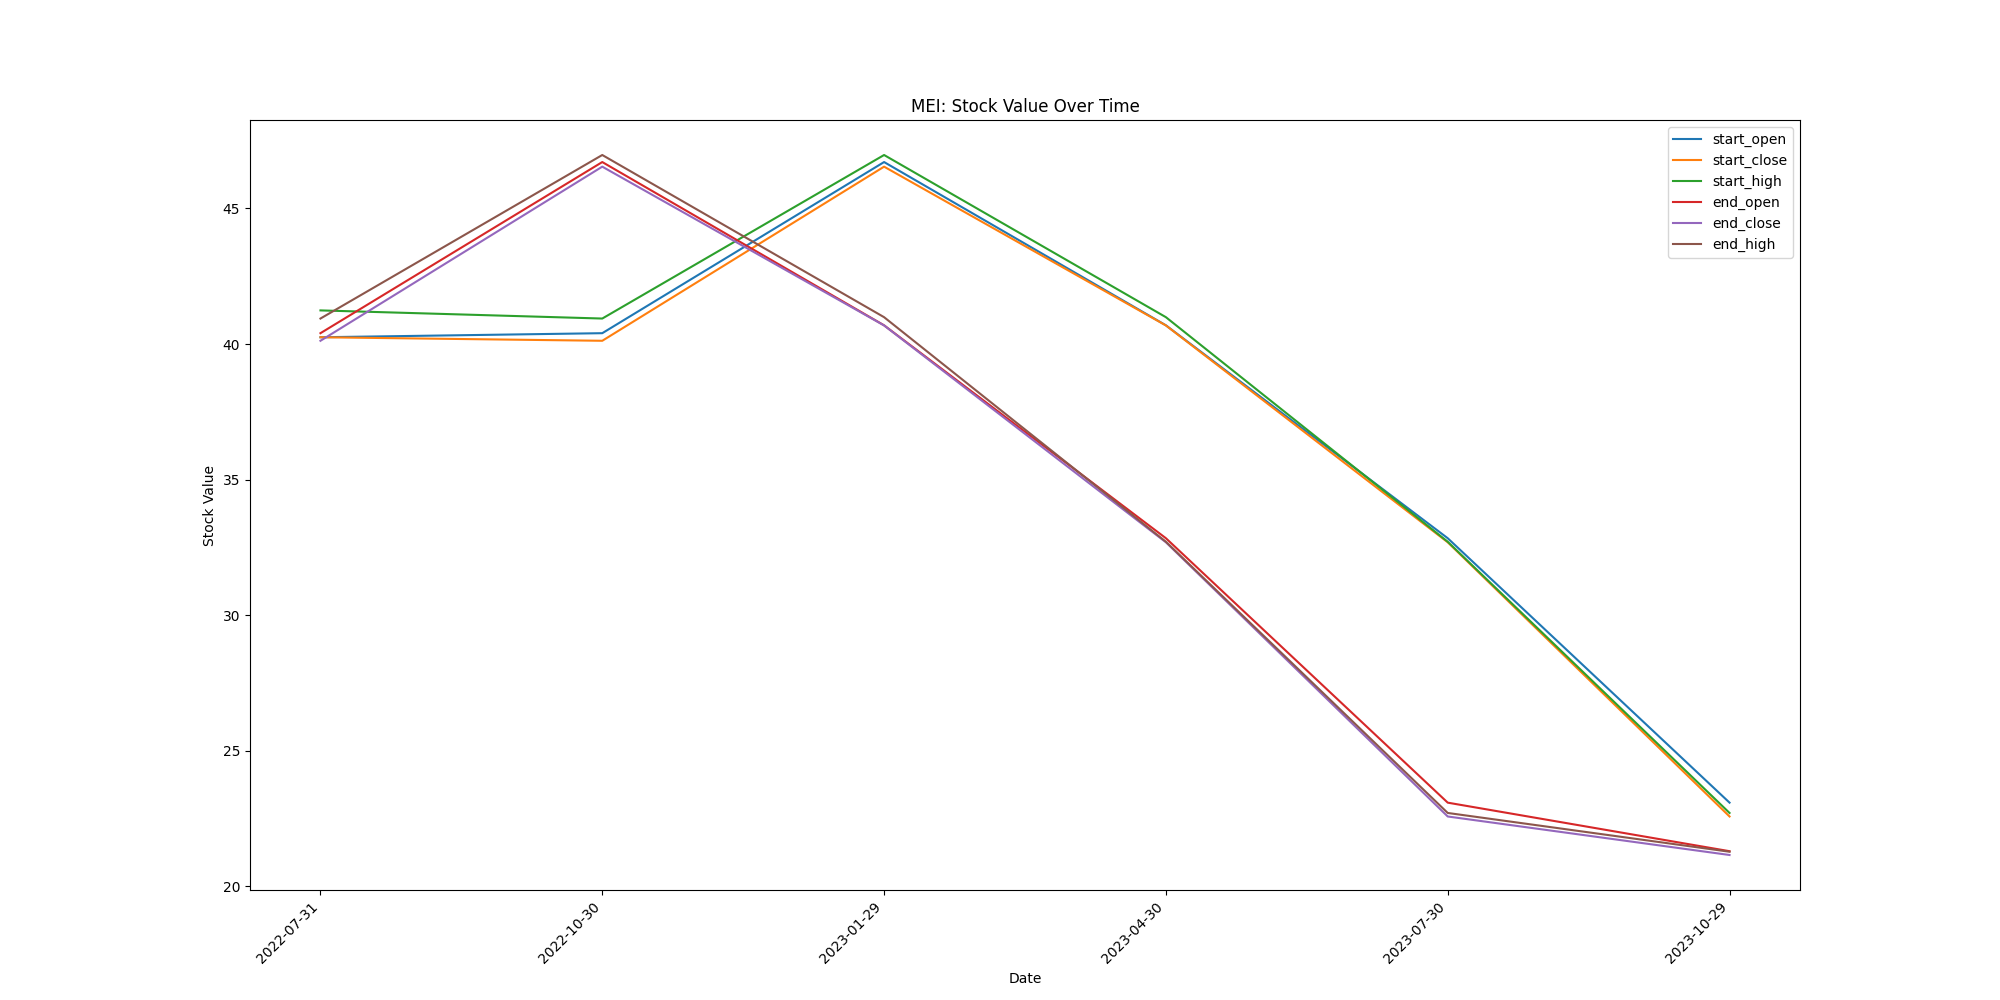 MEI: Stock Value Over Time
start_open
start_close
start_high
end_open
end_close
end_high
Stock Value
45
40
35
30
25
20
2022-07-31
2022-10-30
2023-01-29
2023-04-30
2023-07-30
2023-10-29
Date